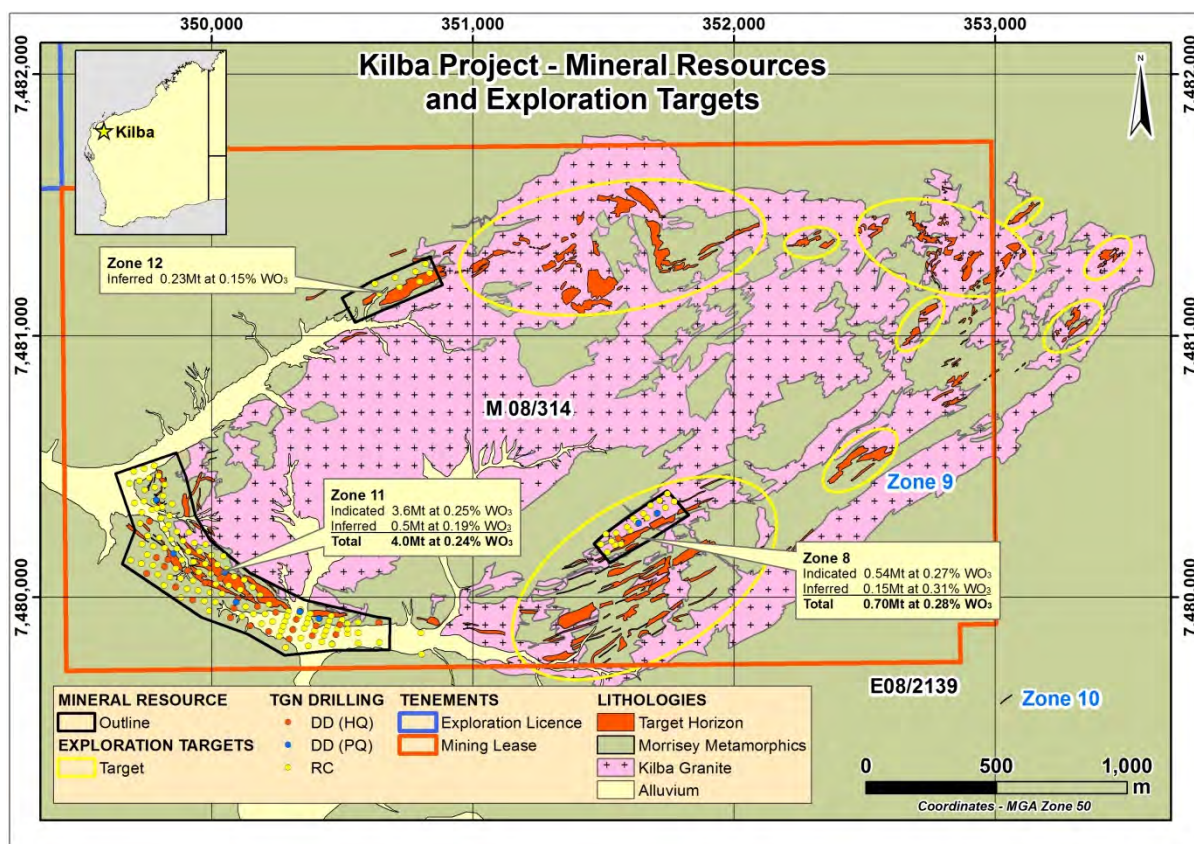 350,000
351,000
352,000
353,000
7,482,000
7,482,000
Kilba Project - Mineral Resources
and Exploration Targets
N
Kilba
Zone 12
Inferred 0.23Mt at 0.15% WO₃
7,481,000
7,481,000
M 08/314
Zone 9
Zone 11
Indicated 3.6Mt at 0.25% WO₃
Inferred 0.5Mt at 0.19% WO₃
Total 4.0Mt at 0.24% WO₃
Zone 8
Indicated 0.54Mt at 0.27% WO₃
Inferred 0.15Mt at 0.31% WO₃
Total 0.70Mt at 0.28% WO₃
7,480,000
7,480,000
E08/2139
Zone 10
MINERAL RESOURCE
Outline
EXPLORATION TARGETS
Target
TGN DRILLING
DD (HQ)
DD (PQ)
RC
TENEMENTS
Exploration Licence
Mining Lease
LITHOLOGIES
Target Horizon
Morrisey Metamorphics
Kilba Granite
Alluvium
0 500 1,000
m
Coordinates - MGA Zone 50